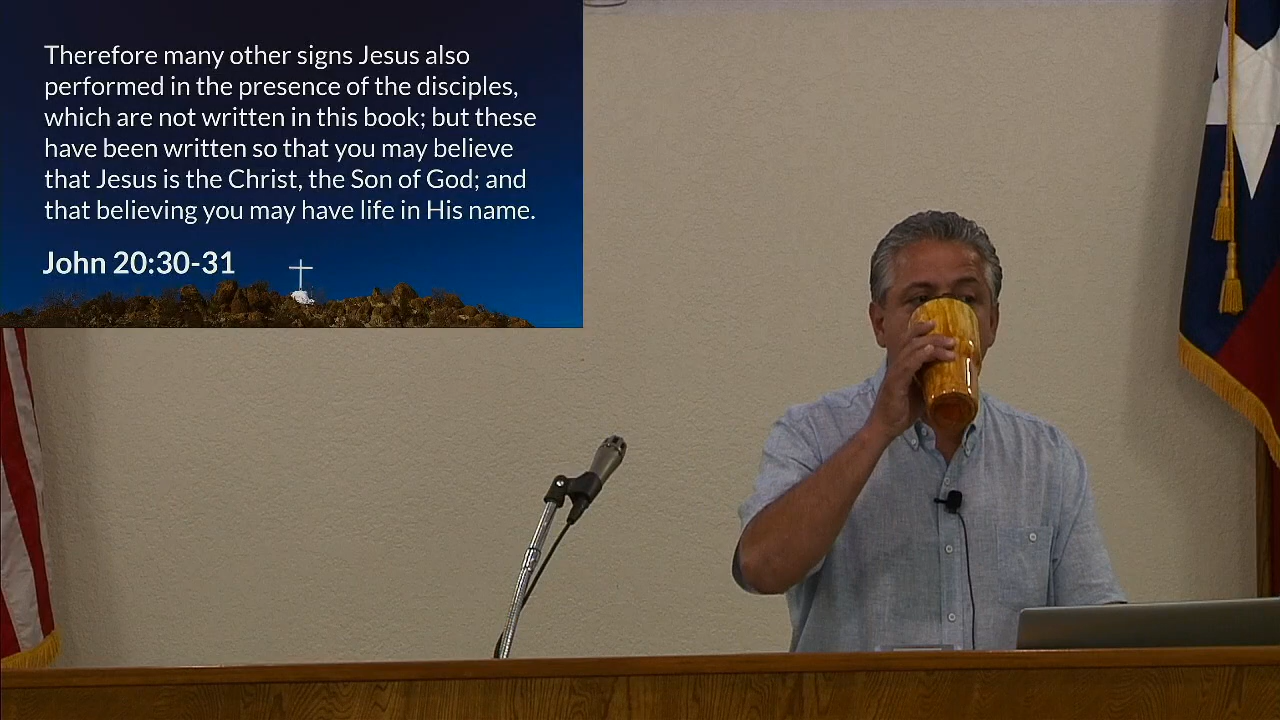 Therefore many other signs Jesus also
performed in the presence of the disciples,
which are not written in this book; but these
have been written so that you may believe
that Jesus is the Christ, the Son of God; and
that believing you may have life in His name.
John 20:30-31